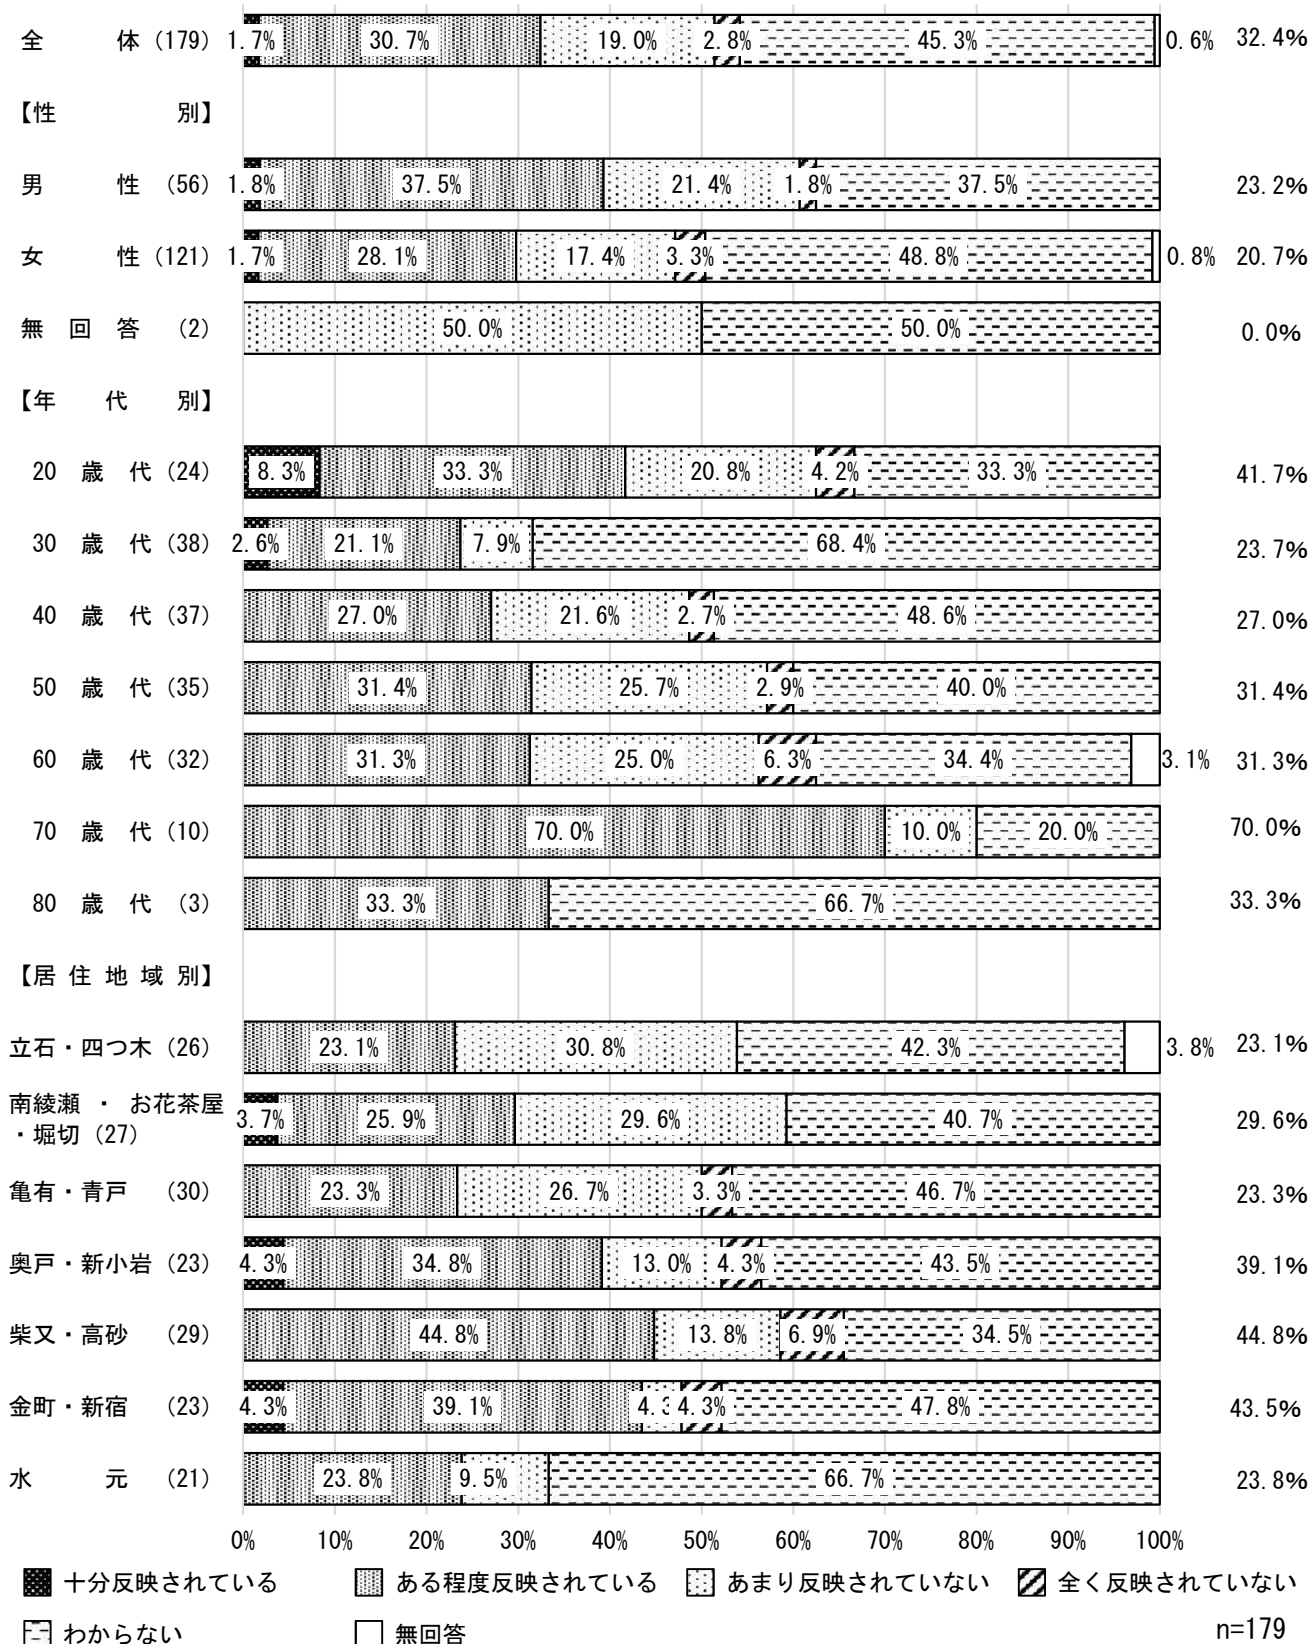 全 体 (179) 1.7% 30.7% 19.0% 2.8% 45.3% 0.6% 32.4%
【性 別】
男 性 (56) 1.8% 37.5% 21.4% 1.8% 37.5% 23.2%
女 性 (121) 1.7% 28.1% 17.4% 3.3% 48.8% 0.8% 20.7%
無 回 答 (2) 50.0% 50.0% 0.0%
【年 代 別】
20 歳 代 (24) 8.3% 33.3% 20.8% 4.2% 33.3% 41.7%
30 歳 代 (38) 2.6% 21.1% 7.9% 68.4% 23.7%
40 歳 代 (37) 27.0% 21.6% 2.7% 48.6% 27.0%
50 歳 代 (35) 31.4% 25.7% 2.9% 40.0% 31.4%
60 歳 代 (32) 31.3% 25.0% 6.3% 34.4% 3.1% 31.3%
70 歳 代 (10) 70.0% 10.0% 20.0% 70.0%
80 歳 代 (3) 33.3% 66.7% 33.3%
【居 住 地 域 別】
立石・四つ木 (26) 23.1% 30.8% 42.3% 3.8% 23.1%
南綾瀬 ・ お花茶屋
・堀切 (27) 3.7% 25.9% 29.6% 40.7% 29.6%
亀有・青戸 (30) 23.3% 26.7% 3.3% 46.7% 23.3%
奥戸・新小岩 (23) 4.3% 34.8% 13.0% 4.3% 43.5% 39.1%
柴又・高砂 (29) 44.8% 13.8% 6.9% 34.5% 44.8%
金町・新宿 (23) 4.3% 39.1% 4.3 4.3% 47.8% 43.5%
水 元 (21) 23.8% 9.5% 66.7% 23.8%
0% 10% 20% 30% 40% 50% 60% 70% 80% 90% 100%
十分反映されている ある程度反映されている あまり反映されていない 全く反映されていない
わからない 無回答 n=179